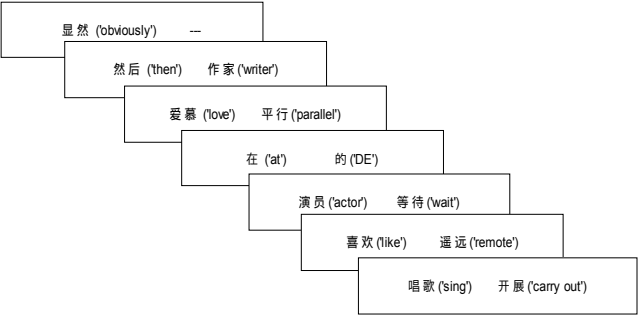 显然 ('obviously') ---
然后 ('then') 作家 ('writer')
爱慕 ('love') 平行 ('parallel')
在 ('at') 的 ('DE')
演员 ('actor') 等待 ('wait')
喜欢 ('like') 遥远 ('remote')
唱歌 ('sing') 开展 ('carry out')